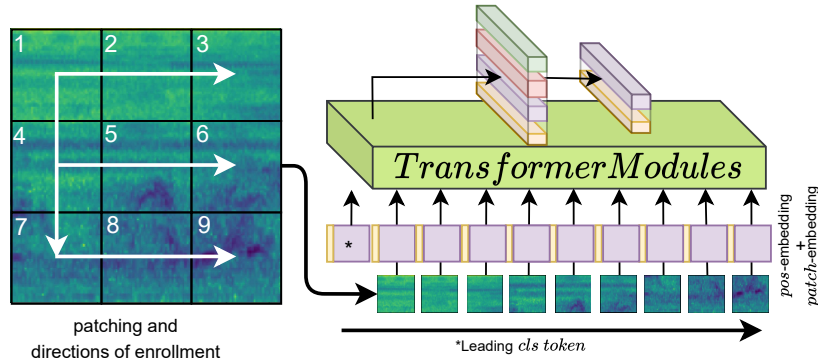 1 2 3
4 5 6
7 8 9
patching and
directions of enrollment
TransformerModules
*
pos-embedding
+
patch-embedding
*Leading cls token